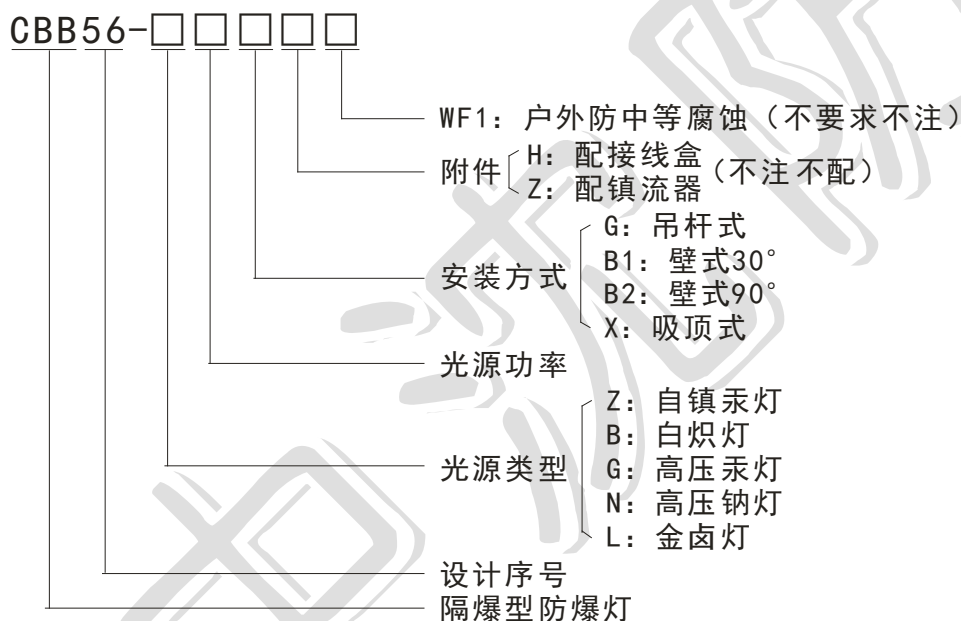 CBB56-□□□□□
WF1: 户外防中等腐蚀（不要求不注）
附件 H: 配接线盒（不注不配）
Z: 配镇流器
安装方式 G: 吊杆式
B1: 壁式30°
B2: 壁式90°
X: 吸顶式
光源功率
光源类型 Z: 自镇汞灯
B: 白炽灯
G: 高压汞灯
N: 高压钠灯
L: 金卤灯
设计序号
隔爆型防爆灯